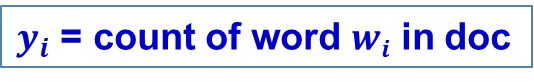 yᵢ = count of word wᵢ in doc